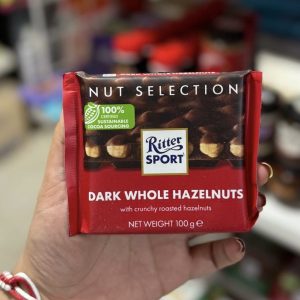 NUT SELECTION
100%
CERTIFIED
SUSTAINABLE
COCOA SOURCING
Ritter
SPORT
DARK WHOLE HAZELNUTS
with crunchy roasted hazelnuts
NET WEIGHT 100 g ℮